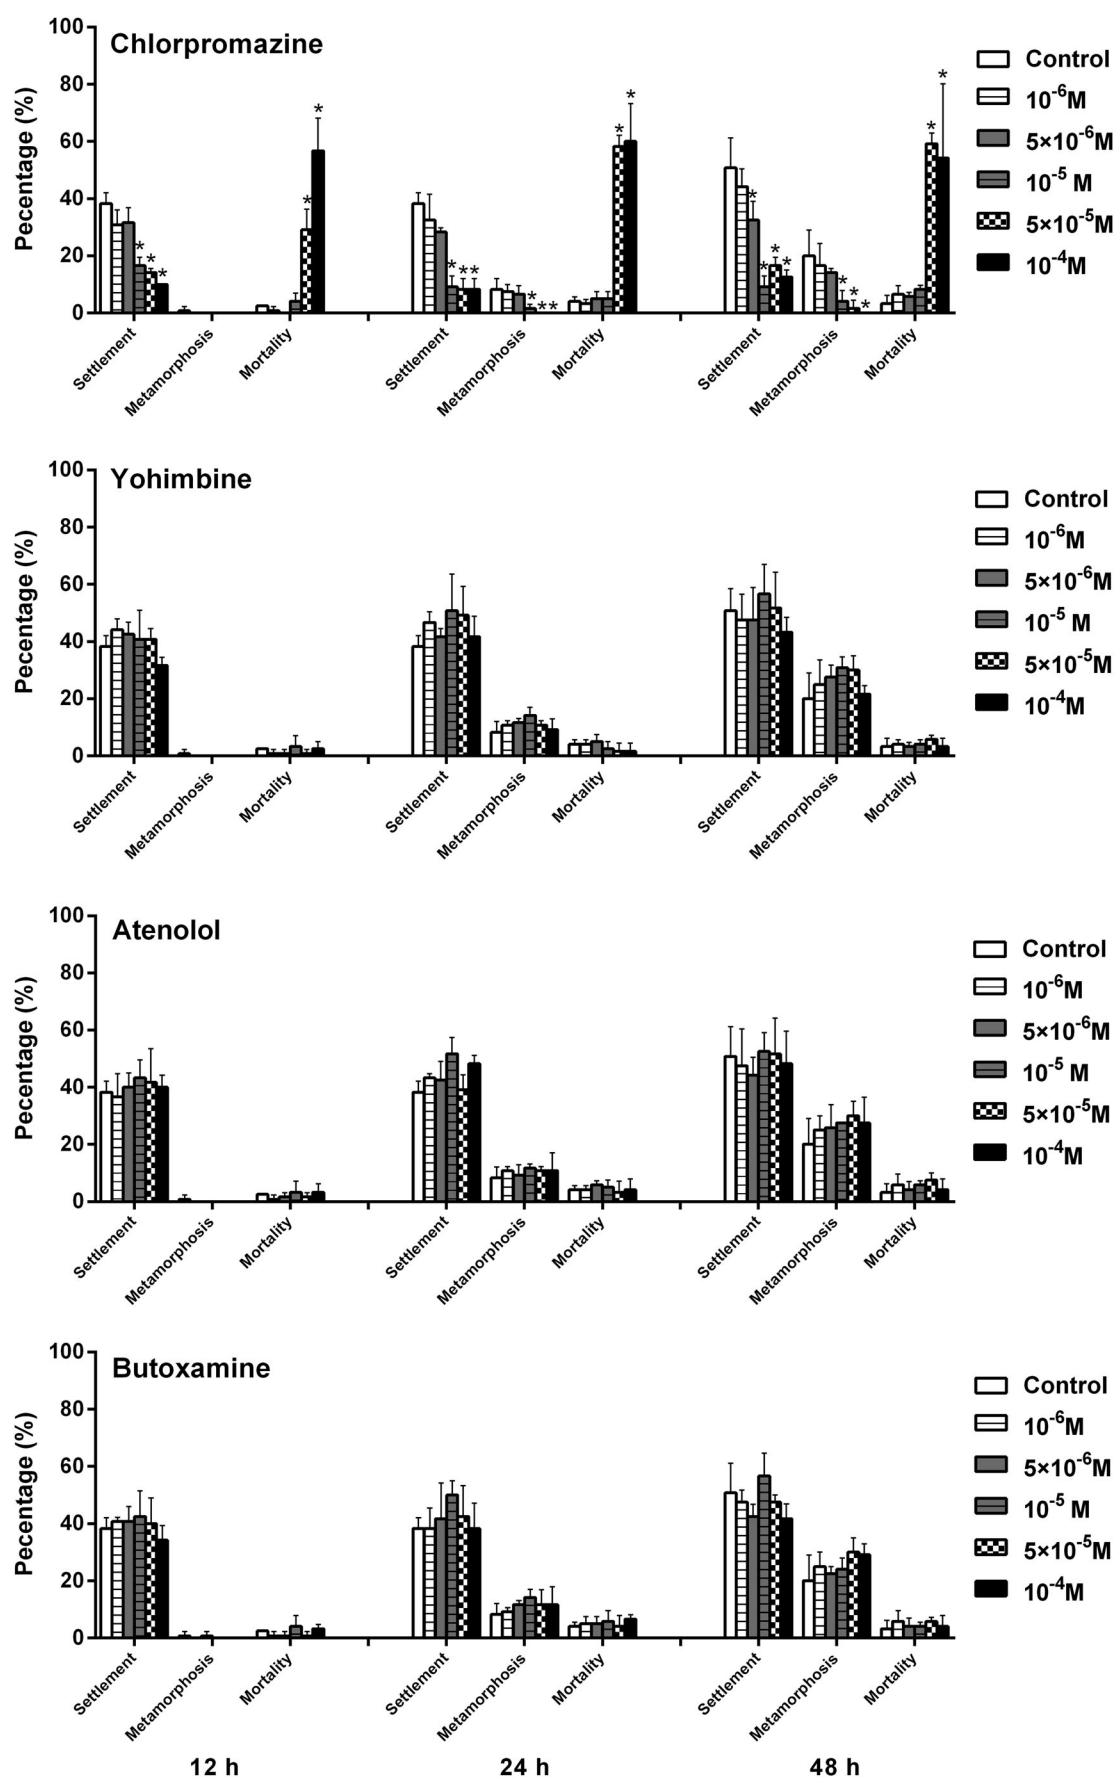 Chlorpromazine
Pecentage (%)
100
80
60
40
20
0
* * * * *
* ** * ** * *
* * * * * * * * *
Settlement
Metamorphosis
Mortality
Settlement
Metamorphosis
Mortality
Settlement
Metamorphosis
Mortality
Control
10⁻⁶M
5×10⁻⁶M
10⁻⁵ M
5×10⁻⁵M
10⁻⁴M
Yohimbine
Pecentage (%)
100
80
60
40
20
0
Settlement
Metamorphosis
Mortality
Settlement
Metamorphosis
Mortality
Settlement
Metamorphosis
Mortality
Control
10⁻⁶M
5×10⁻⁶M
10⁻⁵ M
5×10⁻⁵M
10⁻⁴M
Atenolol
Pecentage (%)
100
80
60
40
20
0
Settlement
Metamorphosis
Mortality
Settlement
Metamorphosis
Mortality
Settlement
Metamorphosis
Mortality
Control
10⁻⁶M
5×10⁻⁶M
10⁻⁵ M
5×10⁻⁵M
10⁻⁴M
Butoxamine
Pecentage (%)
100
80
60
40
20
0
Settlement
Metamorphosis
Mortality
Settlement
Metamorphosis
Mortality
Settlement
Metamorphosis
Mortality
Control
10⁻⁶M
5×10⁻⁶M
10⁻⁵ M
5×10⁻⁵M
10⁻⁴M
12 h
24 h
48 h